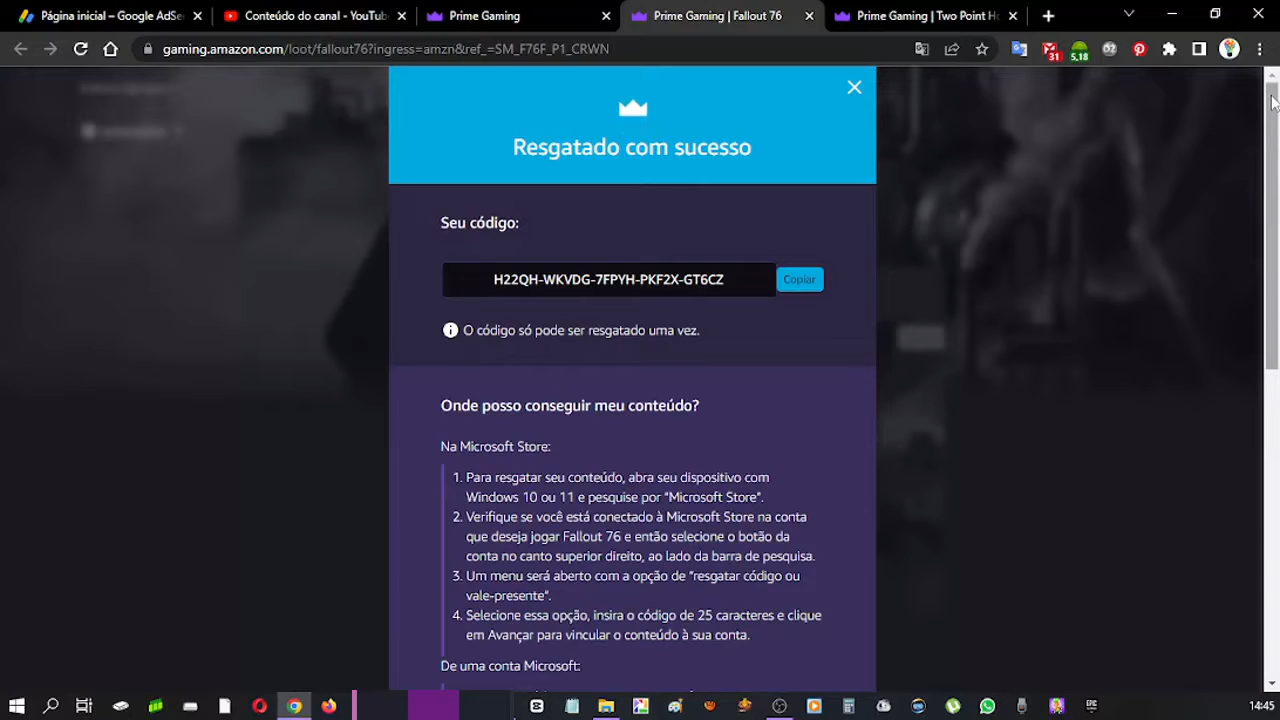 Página inicial – Google AdSe
Conteúdo do canal - YouTub
Prime Gaming
Prime Gaming | Fallout 76
Prime Gaming | Two Point Ho
gaming.amazon.com/loot/fallout76?ingress=amzn&ref_=SM_F76F_P1_CRWN
31
5,18
Resgatado com sucesso
Seu código:
H22QH-WKVDG-7FPYH-PKF2X-GT6CZ
Copiar
O código só pode ser resgatado uma vez.
Onde posso conseguir meu conteúdo?
Na Microsoft Store:
1. Para resgatar seu conteúdo, abra seu dispositivo com
Windows 10 ou 11 e pesquise por "Microsoft Store".
2. Verifique se você está conectado à Microsoft Store na conta
que deseja jogar Fallout 76 e então selecione o botão da
conta no canto superior direito, ao lado da barra de pesquisa.
3. Um menu será aberto com a opção de "resgatar código ou
vale-presente".
4. Selecione essa opção, insira o código de 25 caracteres e clique
em Avançar para vincular o conteúdo à sua conta.
De uma conta Microsoft:
14:45